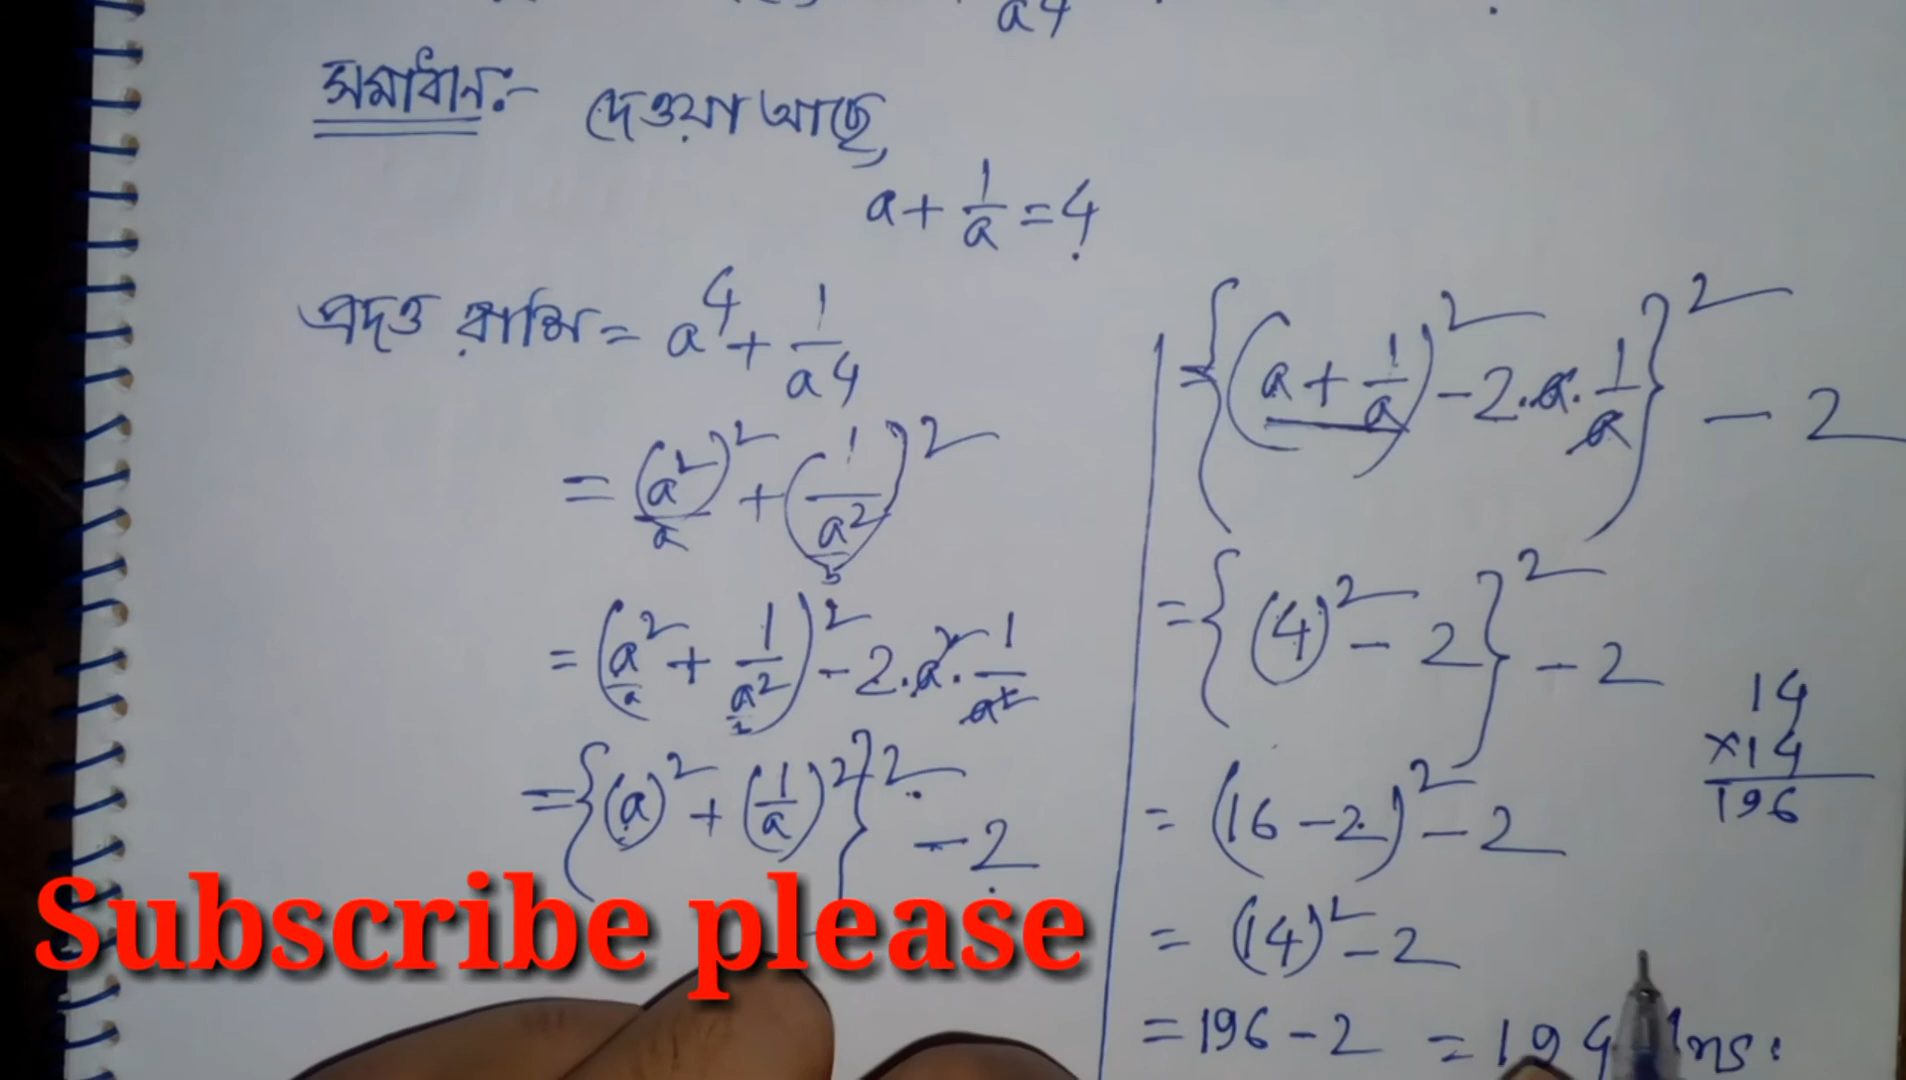 a4
সমাধান:- দেওয়া আছে,
a + 1/a = 4
প্রদত্ত রাশি = a⁴ + 1/a4
= (a²)² + (1/a²)²
a b
= (a² + 1/a²)² - 2.a².1/a²
= {(a)² + (1/a)²}² - 2
= {(a + 1/a)² - 2.a.1/a}² - 2
= {(4)² - 2}² - 2
= (16 - 2)² - 2
= (14)² - 2
= 196 - 2 = 194 Ans:
14
×14
196
Subscribe please